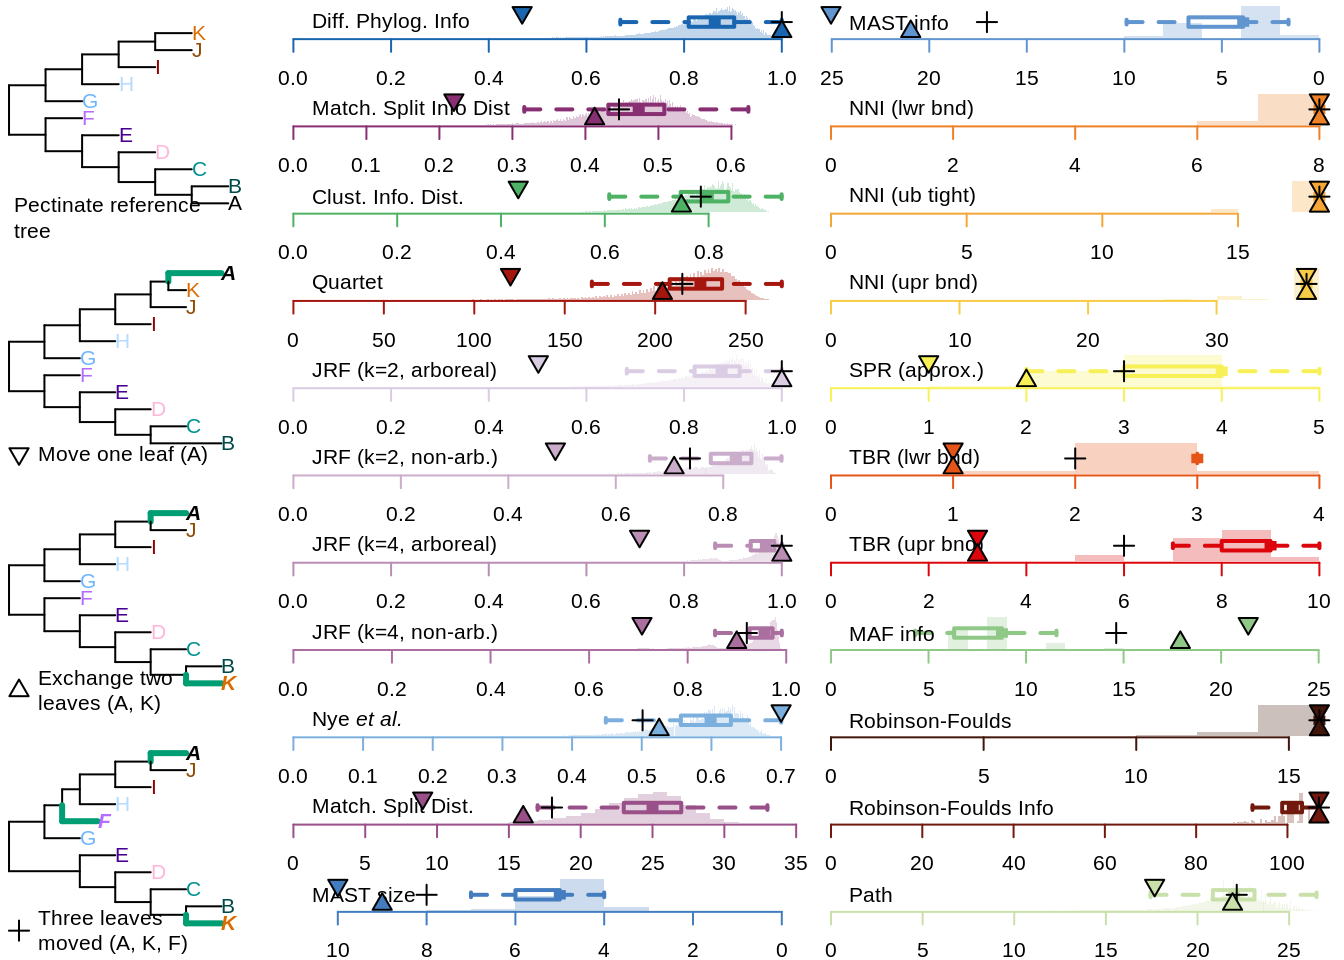 K
J
I
H
G
F
E
D
C
B
A
Pectinate reference
tree
A
K
J
I
H
G
F
E
D
C
B
Move one leaf (A)
A
J
I
H
G
F
E
D
C
B
K
Exchange two
leaves (A, K)
A
J
I
H
F
G
E
D
C
B
K
Three leaves
moved (A, K, F)
Diff. Phylog. Info
0.0 0.2 0.4 0.6 0.8 1.0
Match. Split Info Dist
0.0 0.1 0.2 0.3 0.4 0.5 0.6
Clust. Info. Dist.
0.0 0.2 0.4 0.6 0.8
Quartet
0 50 100 150 200 250
JRF (k=2, arboreal)
0.0 0.2 0.4 0.6 0.8 1.0
JRF (k=2, non-arb.)
0.0 0.2 0.4 0.6 0.8
JRF (k=4, arboreal)
0.0 0.2 0.4 0.6 0.8 1.0
JRF (k=4, non-arb.)
0.0 0.2 0.4 0.6 0.8 1.0
Nye et al.
0.0 0.1 0.2 0.3 0.4 0.5 0.6 0.7
Match. Split Dist.
0 5 10 15 20 25 30 35
MAST size
10 8 6 4 2 0
MAST info
25 20 15 10 5 0
NNI (lwr bnd)
0 2 4 6 8
NNI (ub tight)
0 5 10 15
NNI (upr bnd)
0 10 20 30
SPR (approx.)
0 1 2 3 4 5
TBR (lwr bnd)
0 1 2 3 4
TBR (upr bnd)
0 2 4 6 8 10
MAF info
0 5 10 15 20 25
Robinson-Foulds
0 5 10 15
Robinson-Foulds Info
0 20 40 60 80 100
Path
0 5 10 15 20 25